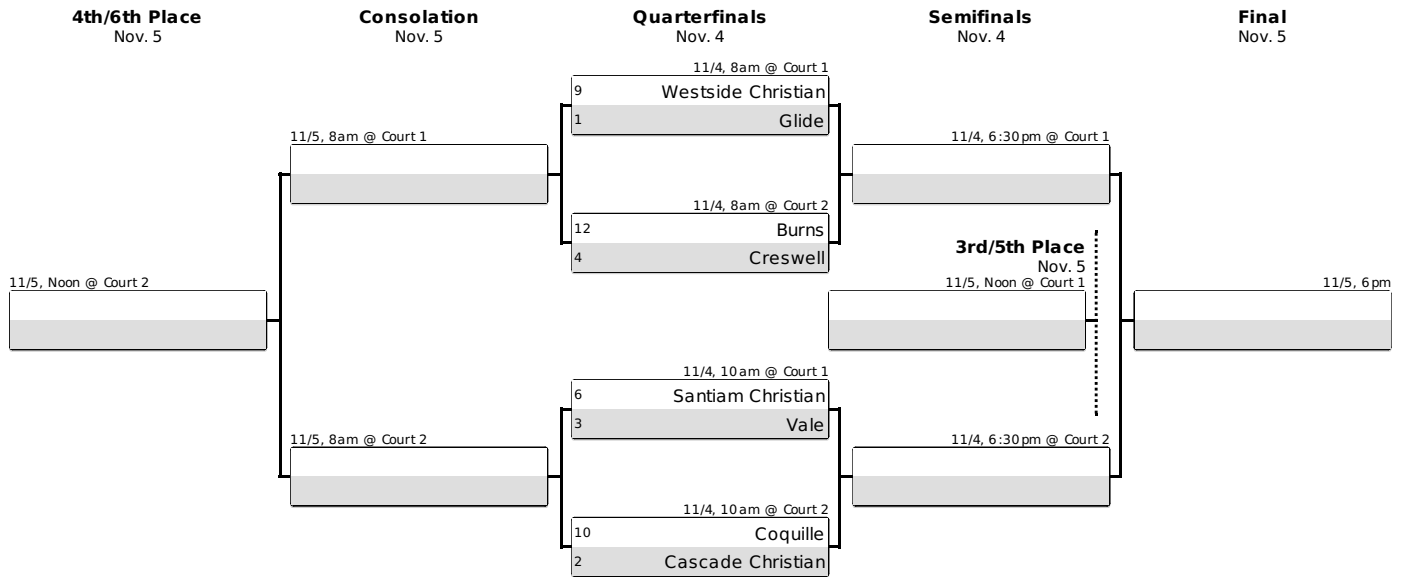 4th/6th Place
Nov. 5
Consolation
Nov. 5
Quarterfinals
Nov. 4
Semifinals
Nov. 4
Final
Nov. 5
11/4, 8am @ Court 1
9 Westside Christian
1 Glide
11/5, 8am @ Court 1
11/4, 6:30pm @ Court 1
11/4, 8am @ Court 2
12 Burns
4 Creswell
3rd/5th Place
Nov. 5
11/5, Noon @ Court 2
11/5, Noon @ Court 1
11/5, 6pm
11/4, 10am @ Court 1
6 Santiam Christian
3 Vale
11/5, 8am @ Court 2
11/4, 6:30pm @ Court 2
11/4, 10am @ Court 2
10 Coquille
2 Cascade Christian